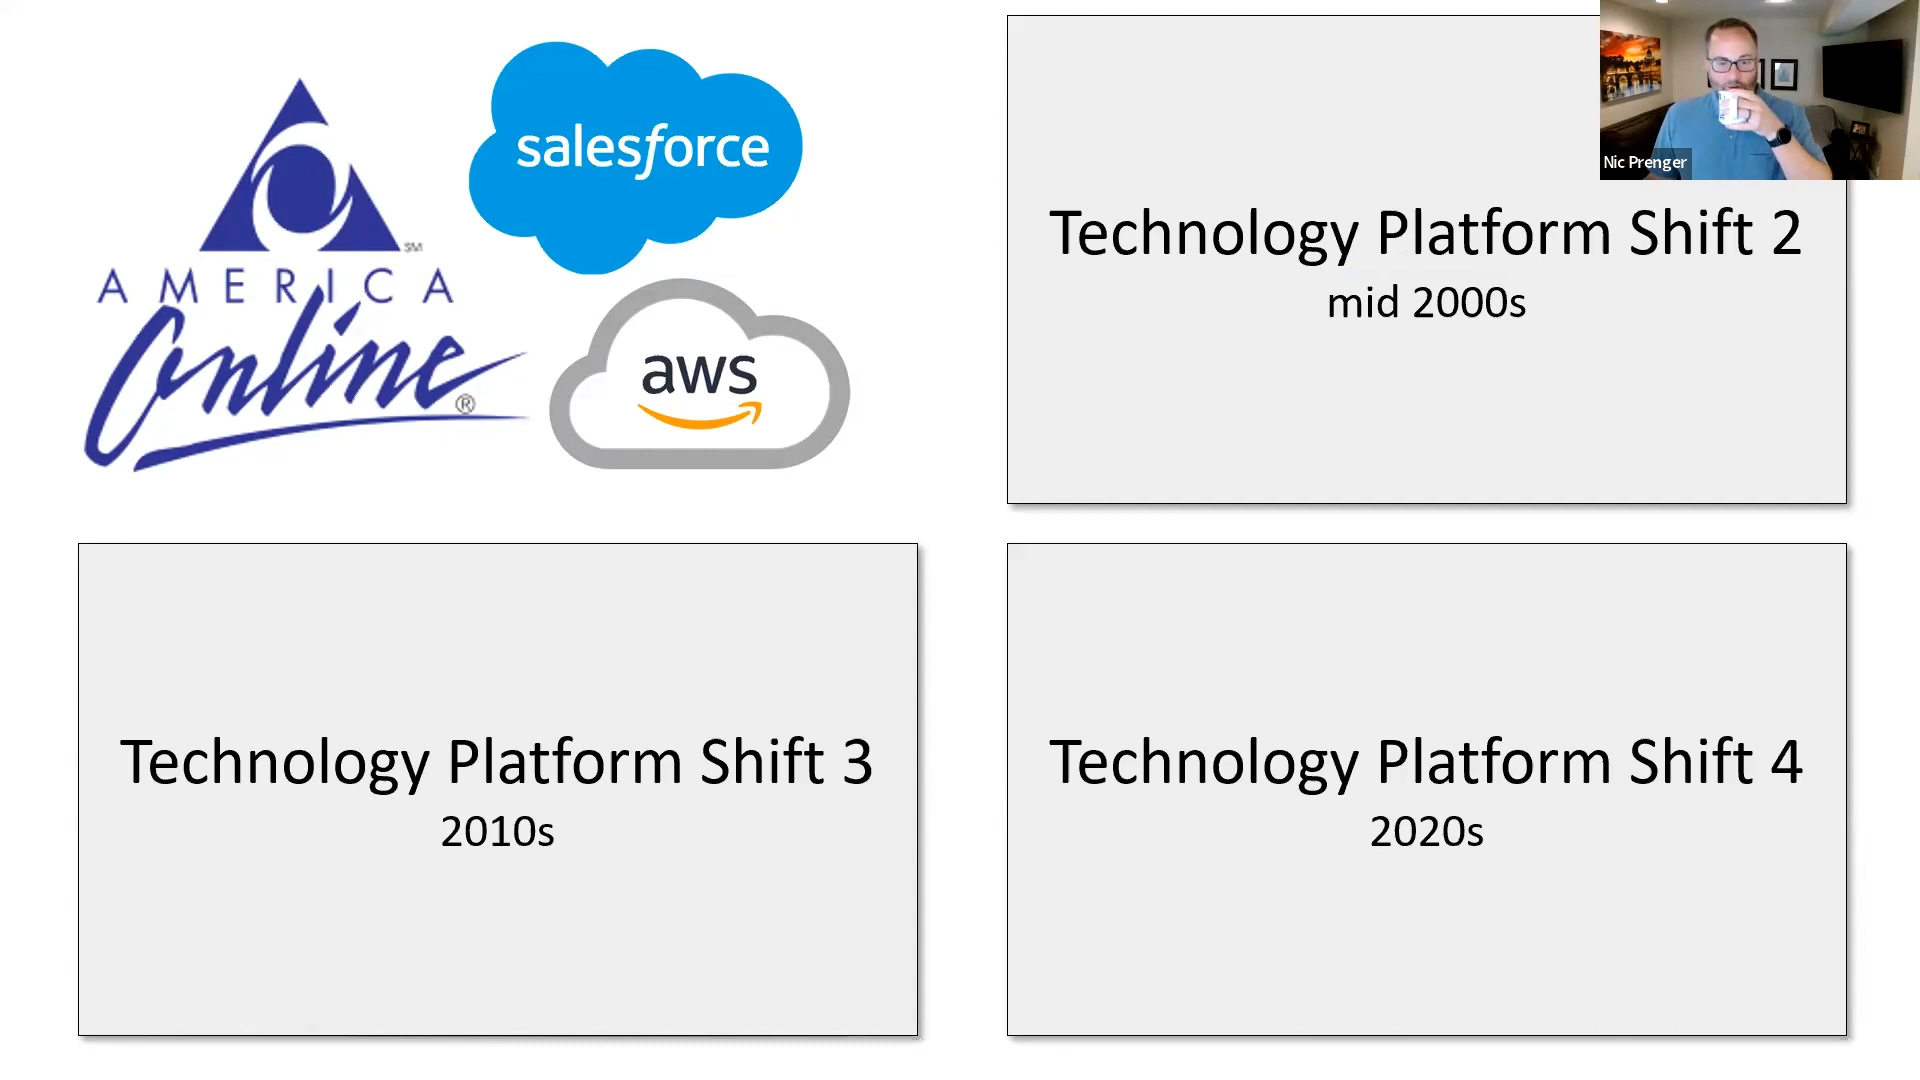 AMERICA
Online
SM
®
salesforce
aws
Technology Platform Shift 2
mid 2000s
Nic Prenger
Technology Platform Shift 3
2010s
Technology Platform Shift 4
2020s